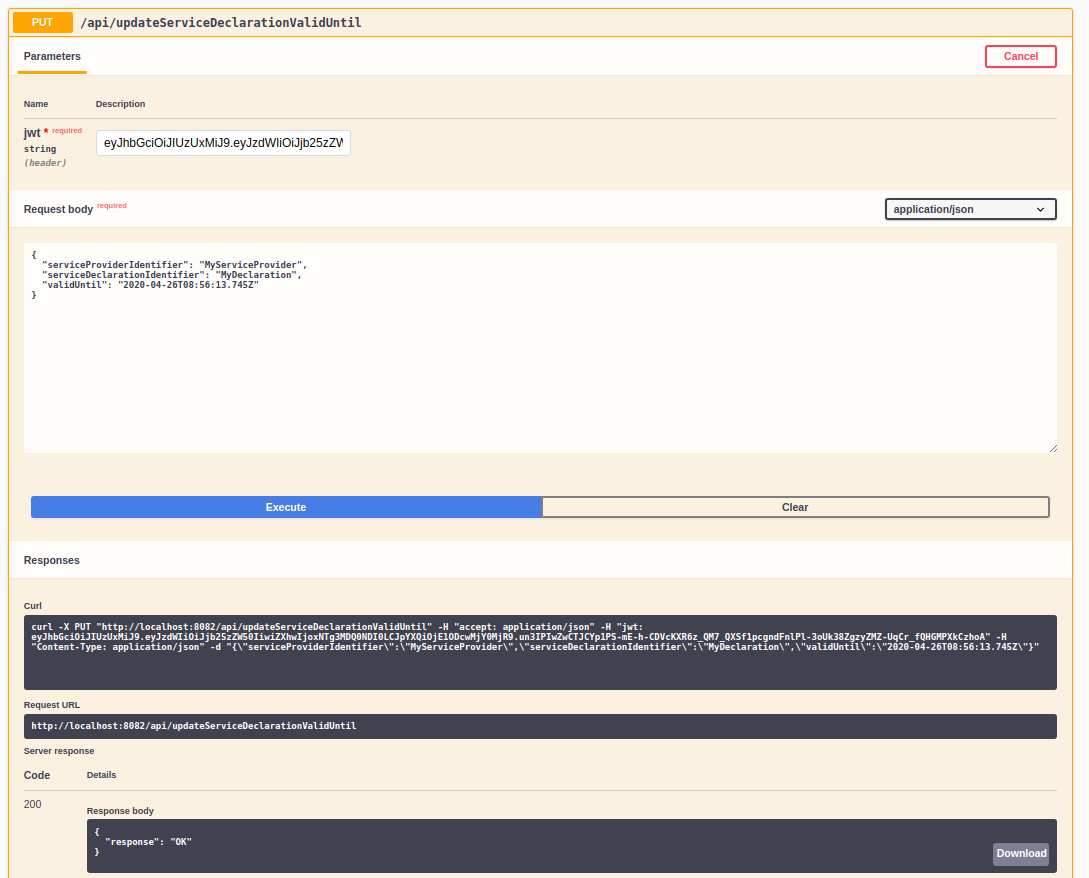 PUT /api/updateServiceDeclarationValidUntil
Parameters
Cancel
Name Description
jwt * required
string
(header)
eyJhbGciOiJIUzUxMiJ9.eyJzdWIiOiJjb25zZW
Request body required
application/json
{
"serviceProviderIdentifier": "MyServiceProvider",
"serviceDeclarationIdentifier": "MyDeclaration",
"validUntil": "2020-04-26T08:56:13.745Z"
}
Execute
Clear
Responses
Curl
curl -X PUT "http://localhost:8082/api/updateServiceDeclarationValidUntil" -H "accept: application/json" -H "jwt:
eyJhbGciOiJIUzUxMiJ9.eyJzdWIiOiJjb25zZW50IiwiZXhwIjoxNTg3MDQ0NDI0LCJpYXQiOjE1ODcwMjY0MjR9.un3IPIwZwCTJCYp1PS-mE-h-CDVcKXR6z_QM7_QXSf1pcgndFnlPl-3oUk38ZgzyZMZ-UqCr_fQHGMPXkCzhoA" -H
"Content-Type: application/json" -d "{\"serviceProviderIdentifier\":\"MyServiceProvider\",\"serviceDeclarationIdentifier\":\"MyDeclaration\",\"validUntil\":\"2020-04-26T08:56:13.745Z\"}"
Request URL
http://localhost:8082/api/updateServiceDeclarationValidUntil
Server response
Code Details
200
Response body
{
"response": "OK"
}
Download